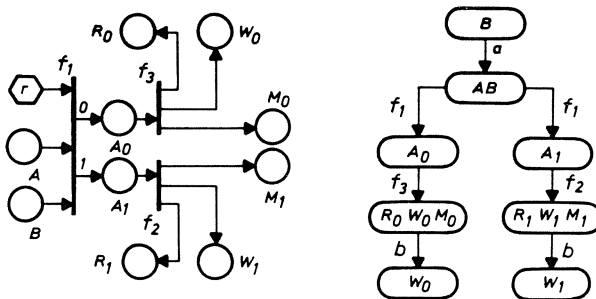 R₀
W₀
f₁
f₃
r
0
A₀
M₀
A
1
A₁
M₁
B
f₂
R₁
W₁
B
a
AB
f₁ f₁
A₀ A₁
f₃ f₂
R₀ W₀ M₀ R₁ W₁ M₁
b b
W₀ W₁